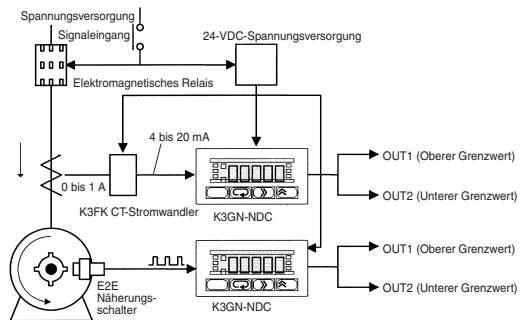 Spannungsversorgung
Signaleingang
24-VDC-Spannungsversorgung
Elektromagnetisches Relais
4 bis 20 mA
0 bis 1 A
K3FK CT-Stromwandler
K3GN-NDC
OUT1 (Oberer Grenzwert)
OUT2 (Unterer Grenzwert)
E2E
Näherungs-
schalter
K3GN-NDC
OUT1 (Oberer Grenzwert)
OUT2 (Unterer Grenzwert)